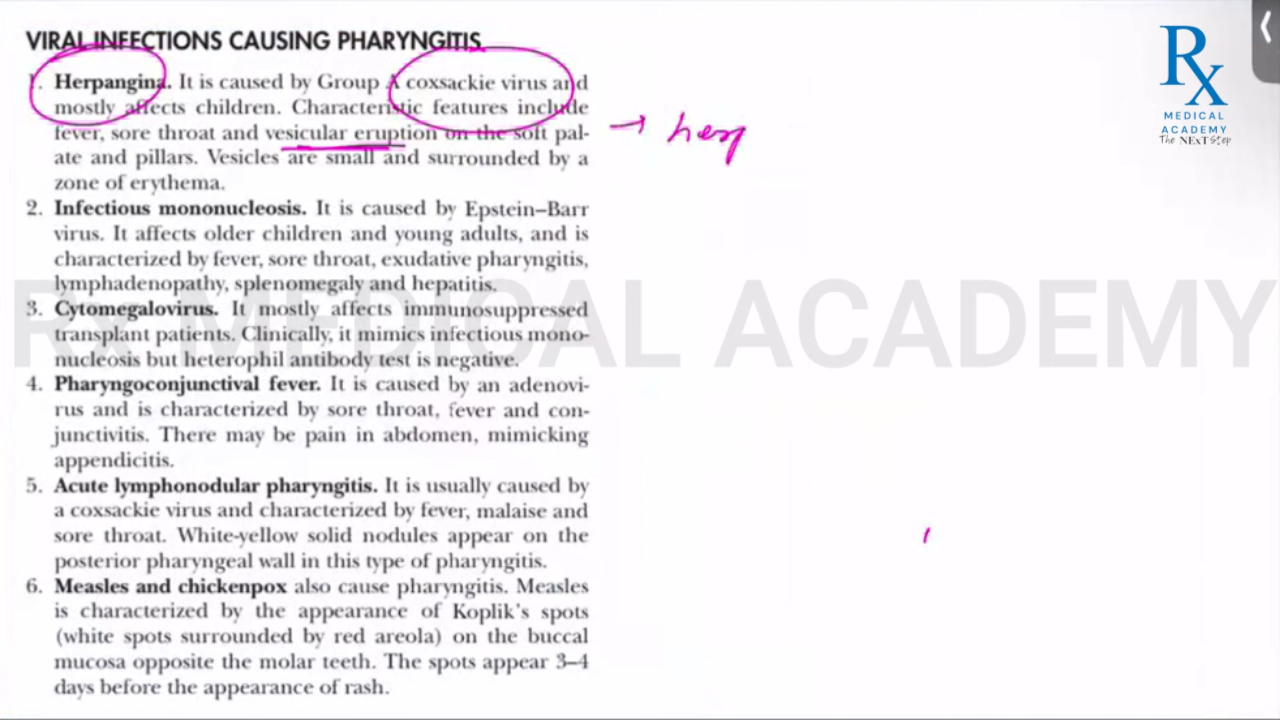 VIRAL INFECTIONS CAUSING PHARYNGITIS
1. Herpangina. It is caused by Group A coxsackie virus and
mostly affects children. Characteristic features include
fever, sore throat and vesicular eruption on the soft pal-
ate and pillars. Vesicles are small and surrounded by a
zone of erythema.
2. Infectious mononucleosis. It is caused by Epstein–Barr
virus. It affects older children and young adults, and is
characterized by fever, sore throat, exudative pharyngitis,
lymphadenopathy, splenomegaly and hepatitis.
3. Cytomegalovirus. It mostly affects immunosuppressed
transplant patients. Clinically, it mimics infectious mono-
nucleosis but heterophil antibody test is negative.
4. Pharyngoconjunctival fever. It is caused by an adenovi-
rus and is characterized by sore throat, fever and con-
junctivitis. There may be pain in abdomen, mimicking
appendicitis.
5. Acute lymphonodular pharyngitis. It is usually caused by
a coxsackie virus and characterized by fever, malaise and
sore throat. White-yellow solid nodules appear on the
posterior pharyngeal wall in this type of pharyngitis.
6. Measles and chickenpox also cause pharyngitis. Measles
is characterized by the appearance of Koplik's spots
(white spots surrounded by red areola) on the buccal
mucosa opposite the molar teeth. The spots appear 3–4
days before the appearance of rash.
→ herp
Rx
MEDICAL
ACADEMY
The NExT Step
Rx MEDICAL ACADEMY